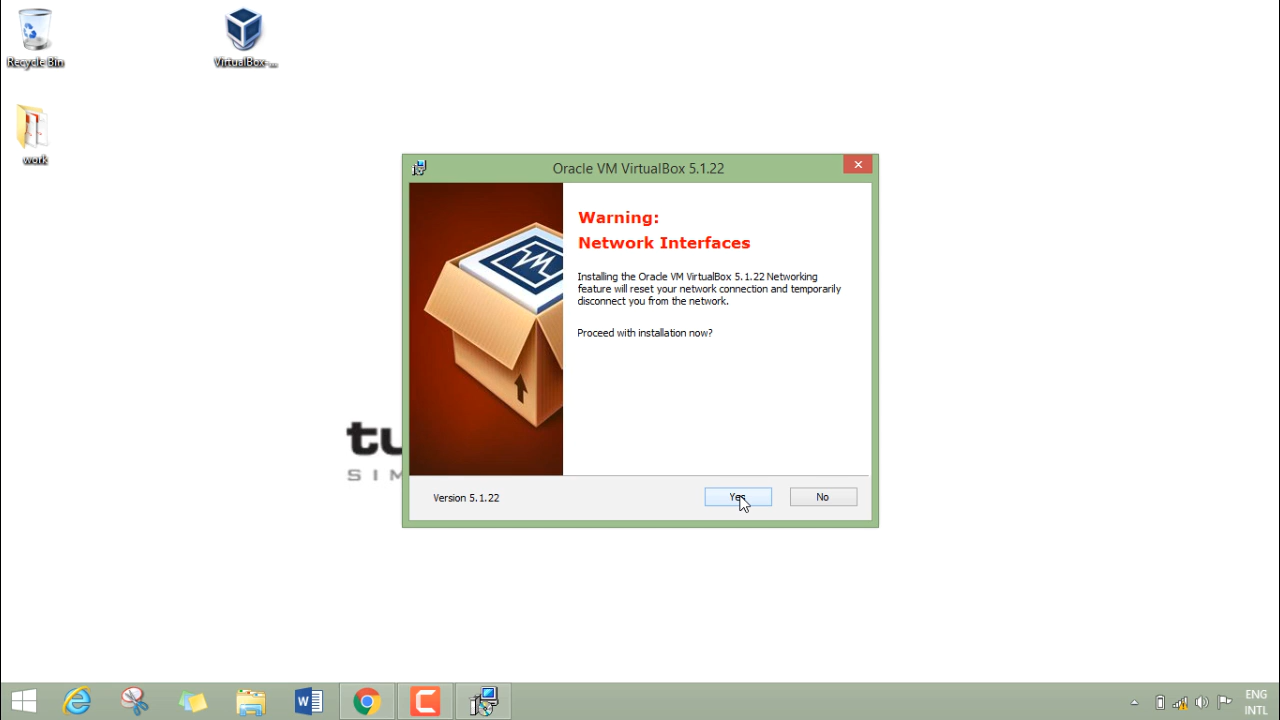 Recycle Bin
VirtualBox-...
work
Oracle VM VirtualBox 5.1.22
Warning:
Network Interfaces
Installing the Oracle VM VirtualBox 5.1.22 Networking
feature will reset your network connection and temporarily
disconnect you from the network.
Proceed with installation now?
tu
SIM
Version 5.1.22
Yes
No
ENG
INTL